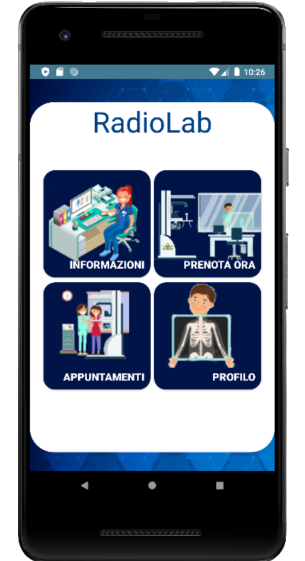 10:26
RadioLab
INFORMAZIONI
PRENOTA ORA
APPUNTAMENTI
PROFILO